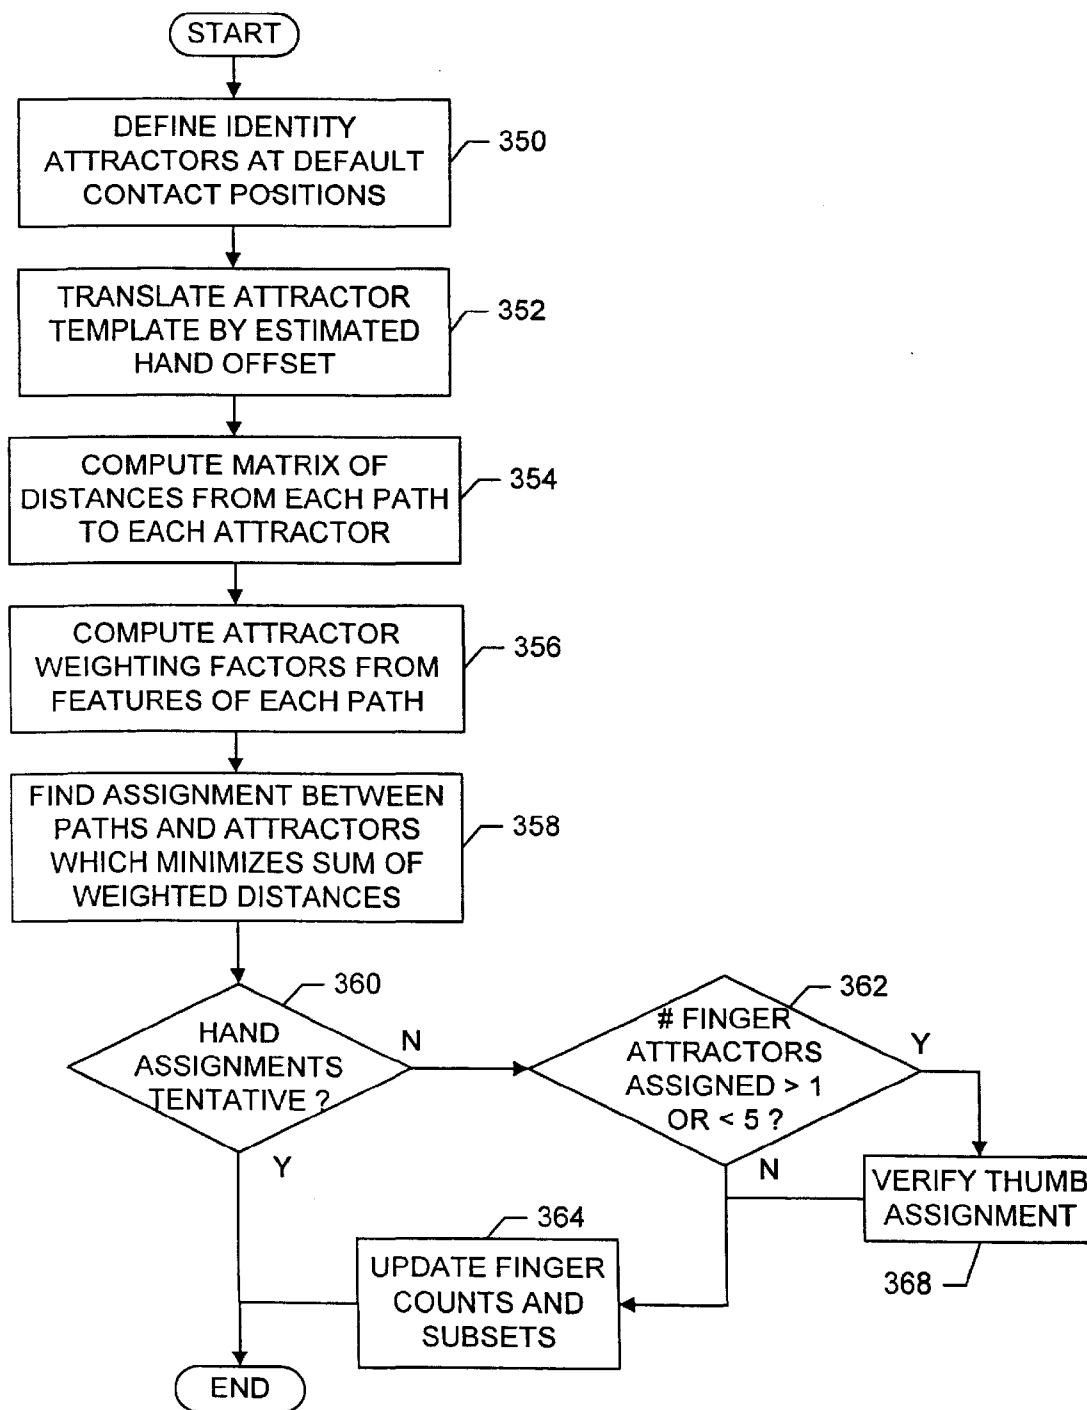 START
DEFINE IDENTITY
ATTRACTORS AT DEFAULT
CONTACT POSITIONS
350
TRANSLATE ATTRACTOR
TEMPLATE BY ESTIMATED
HAND OFFSET
352
COMPUTE MATRIX OF
DISTANCES FROM EACH PATH
TO EACH ATTRACTOR
354
COMPUTE ATTRACTOR
WEIGHTING FACTORS FROM
FEATURES OF EACH PATH
356
FIND ASSIGNMENT BETWEEN
PATHS AND ATTRACTORS
WHICH MINIMIZES SUM OF
WEIGHTED DISTANCES
358
HAND
ASSIGNMENTS
TENTATIVE ?
360
N
Y
# FINGER
ATTRACTORS
ASSIGNED > 1
OR < 5 ?
362
Y
N
VERIFY THUMB
ASSIGNMENT
368
UPDATE FINGER
COUNTS AND
SUBSETS
364
END